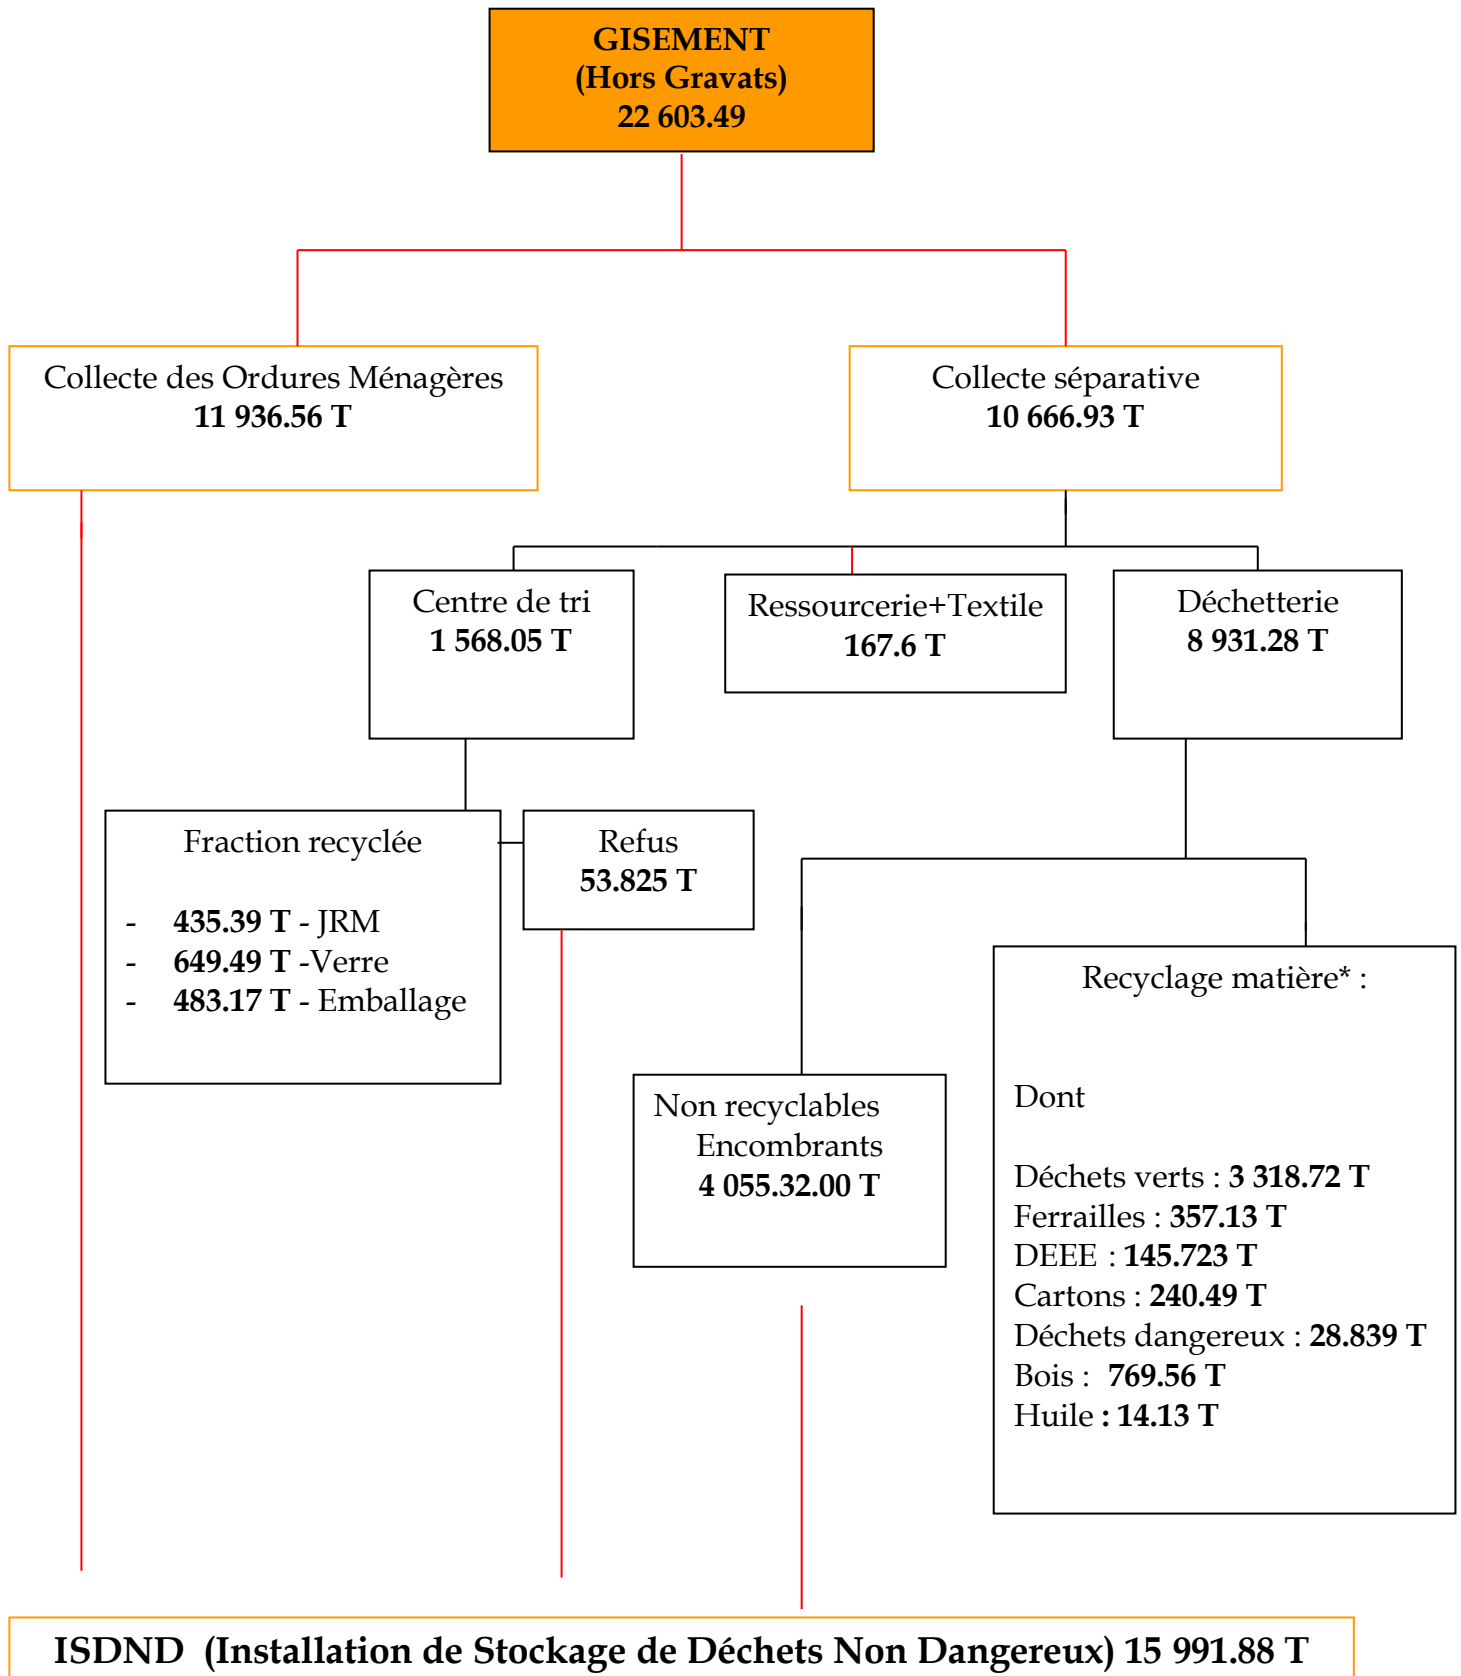 GISEMENT
(Hors Gravats)
22 603.49
Collecte des Ordures Ménagères
11 936.56 T
Collecte séparative
10 666.93 T
Centre de tri
1 568.05 T
Ressourcerie+Textile
167.6 T
Déchetterie
8 931.28 T
Fraction recyclée
- 435.39 T - JRM
- 649.49 T -Verre
- 483.17 T - Emballage
Refus
53.825 T
Non recyclables
Encombrants
4 055.32.00 T
Recyclage matière* :
Dont
Déchets verts : 3 318.72 T
Ferrailles : 357.13 T
DEEE : 145.723 T
Cartons : 240.49 T
Déchets dangereux : 28.839 T
Bois : 769.56 T
Huile : 14.13 T
ISDND (Installation de Stockage de Déchets Non Dangereux) 15 991.88 T